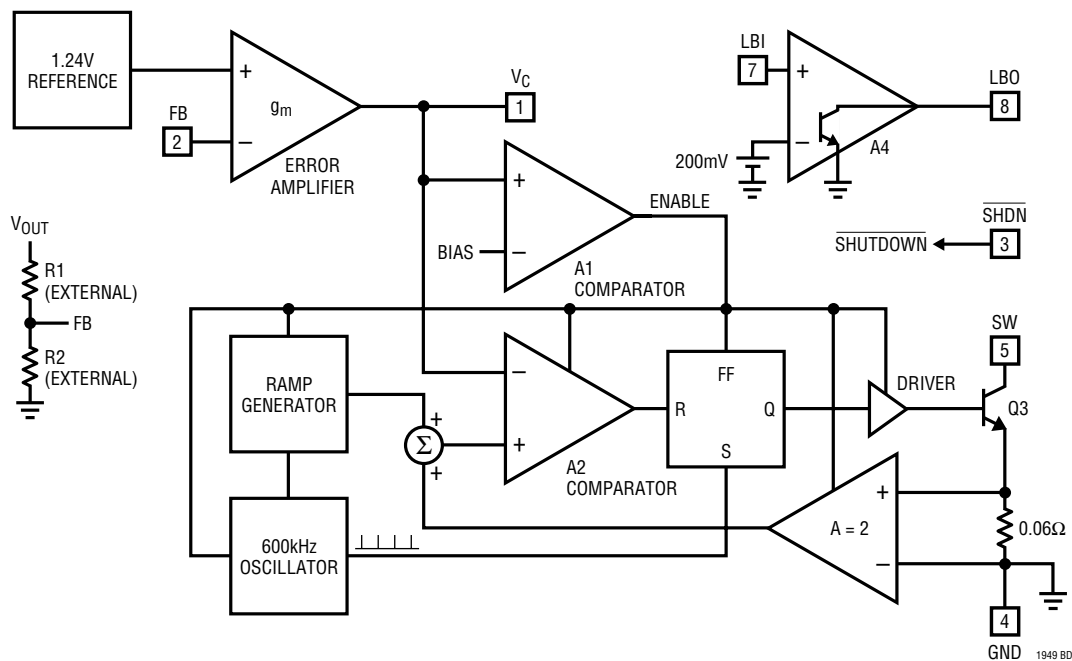 1.24V
REFERENCE
FB
2
+
−
gm
ERROR
AMPLIFIER
VC
1
LBI
7
200mV
+
−
A4
LBO
8
SHDN
3
SHUTDOWN
+
−
BIAS
ENABLE
A1
COMPARATOR
VOUT
R1
(EXTERNAL)
FB
R2
(EXTERNAL)
RAMP
GENERATOR
+
Σ
+
−
+
A2
COMPARATOR
FF
R
Q
S
DRIVER
SW
5
Q3
600kHz
OSCILLATOR
A = 2
+
−
0.06Ω
4
GND
1949 BD